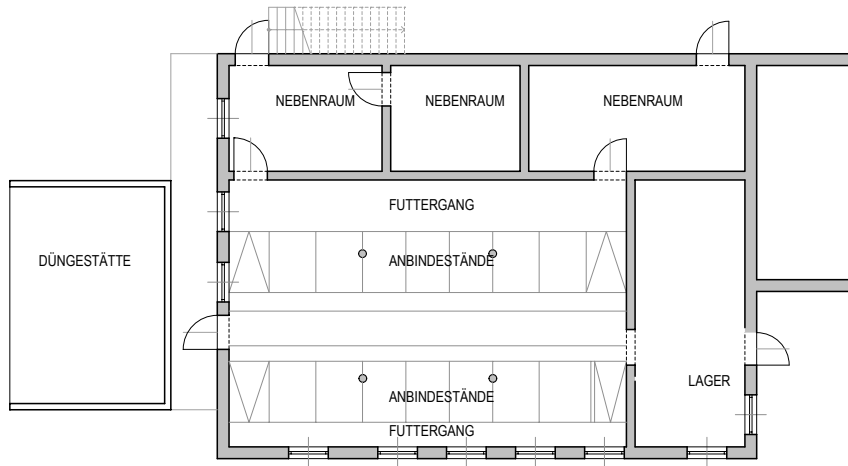 NEBENRAUM
NEBENRAUM
NEBENRAUM
FUTTERGANG
DÜNGESTÄTTE
ANBINDESTÄNDE
LAGER
ANBINDESTÄNDE
FUTTERGANG